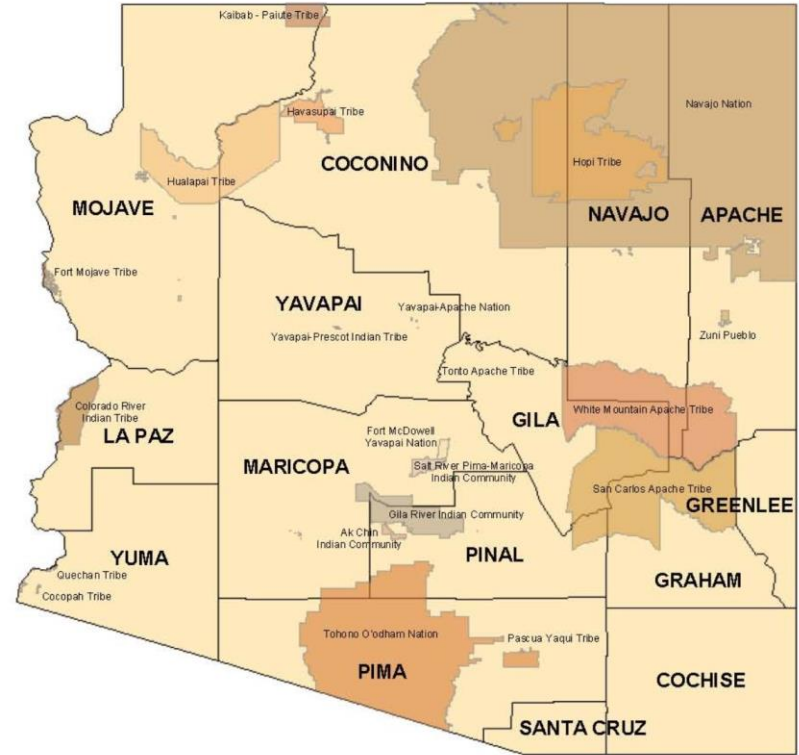 Kaibab - Paiute Tribe
Havasupai Tribe
Navajo Nation
COCONINO
Hopi Tribe
Hualapai Tribe
MOJAVE
NAVAJO
APACHE
Fort Mojave Tribe
YAVAPAI
Yavapai-Apache Nation
Yavapai-Prescot Indian Tribe
Zuni Pueblo
Tonto Apache Tribe
Colorado River
Indian Tribe
White Mountain Apache Tribe
GILA
LA PAZ
Fort McDowell
Yavapai Nation
MARICOPA
Salt River Pima-Maricopa
Indian Community
San Carlos Apache Tribe
GREENLEE
Gila River Indian Community
Ak Chin
Indian Community
YUMA
PINAL
Quechan Tribe
GRAHAM
Cocopah Tribe
Tohono O'odham Nation
Pascua Yaqui Tribe
PIMA
COCHISE
SANTA CRUZ